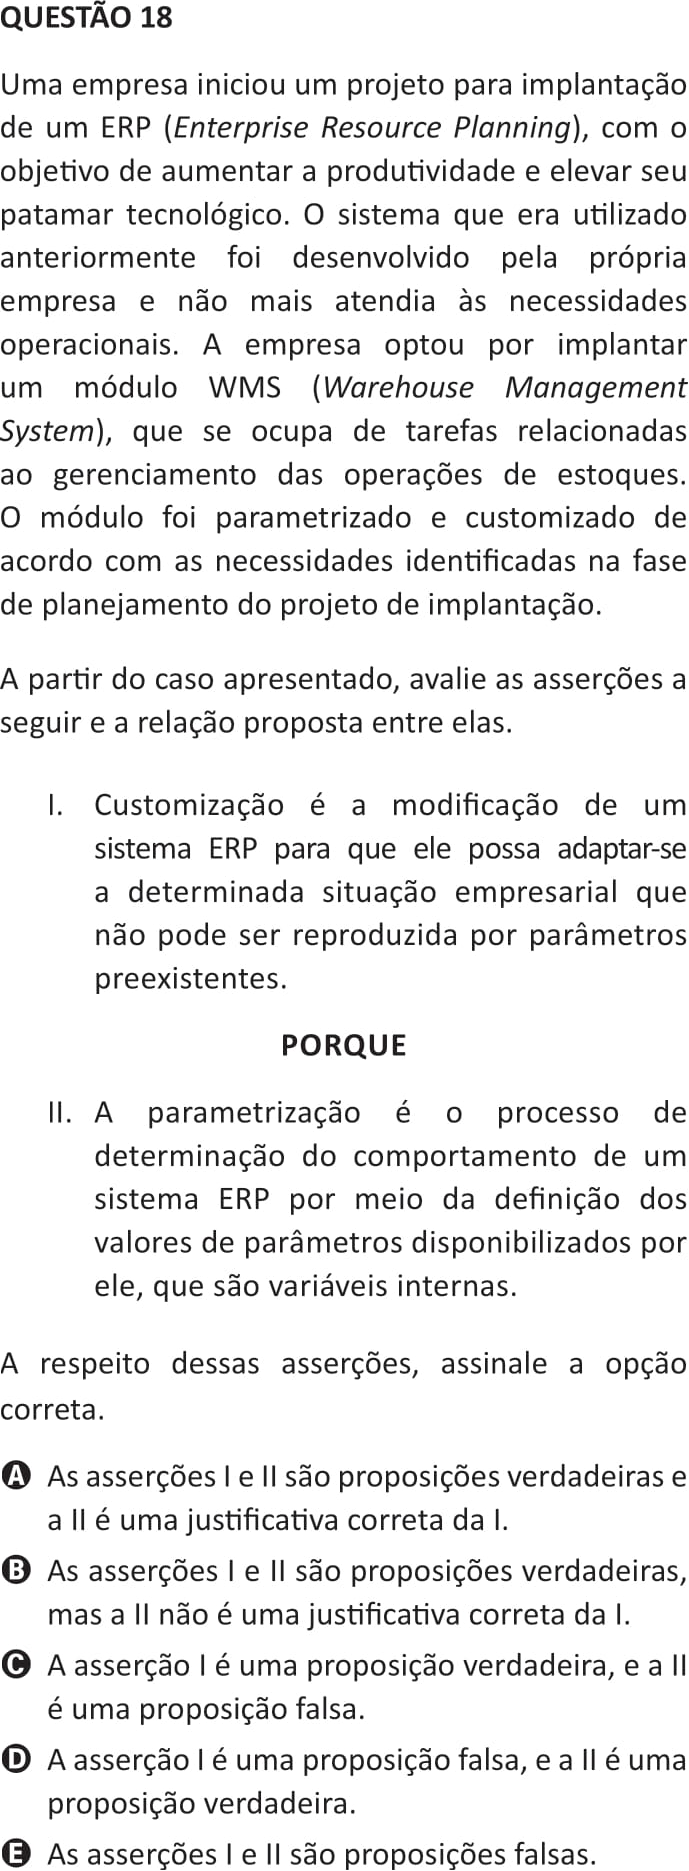 QUESTÃO 18
Uma empresa iniciou um projeto para implantação
de um ERP (Enterprise Resource Planning), com o
objetivo de aumentar a produtividade e elevar seu
patamar tecnológico. O sistema que era utilizado
anteriormente foi desenvolvido pela própria
empresa e não mais atendia às necessidades
operacionais. A empresa optou por implantar
um módulo WMS (Warehouse Management
System), que se ocupa de tarefas relacionadas
ao gerenciamento das operações de estoques.
O módulo foi parametrizado e customizado de
acordo com as necessidades identificadas na fase
de planejamento do projeto de implantação.
A partir do caso apresentado, avalie as asserções a
seguir e a relação proposta entre elas.
I. Customização é a modificação de um
sistema ERP para que ele possa adaptar-se
a determinada situação empresarial que
não pode ser reproduzida por parâmetros
preexistentes.
PORQUE
II. A parametrização é o processo de
determinação do comportamento de um
sistema ERP por meio da definição dos
valores de parâmetros disponibilizados por
ele, que são variáveis internas.
A respeito dessas asserções, assinale a opção
correta.
A As asserções I e II são proposições verdadeiras e
a II é uma justificativa correta da I.
B As asserções I e II são proposições verdadeiras,
mas a II não é uma justificativa correta da I.
C A asserção I é uma proposição verdadeira, e a II
é uma proposição falsa.
D A asserção I é uma proposição falsa, e a II é uma
proposição verdadeira.
E As asserções I e II são proposições falsas.